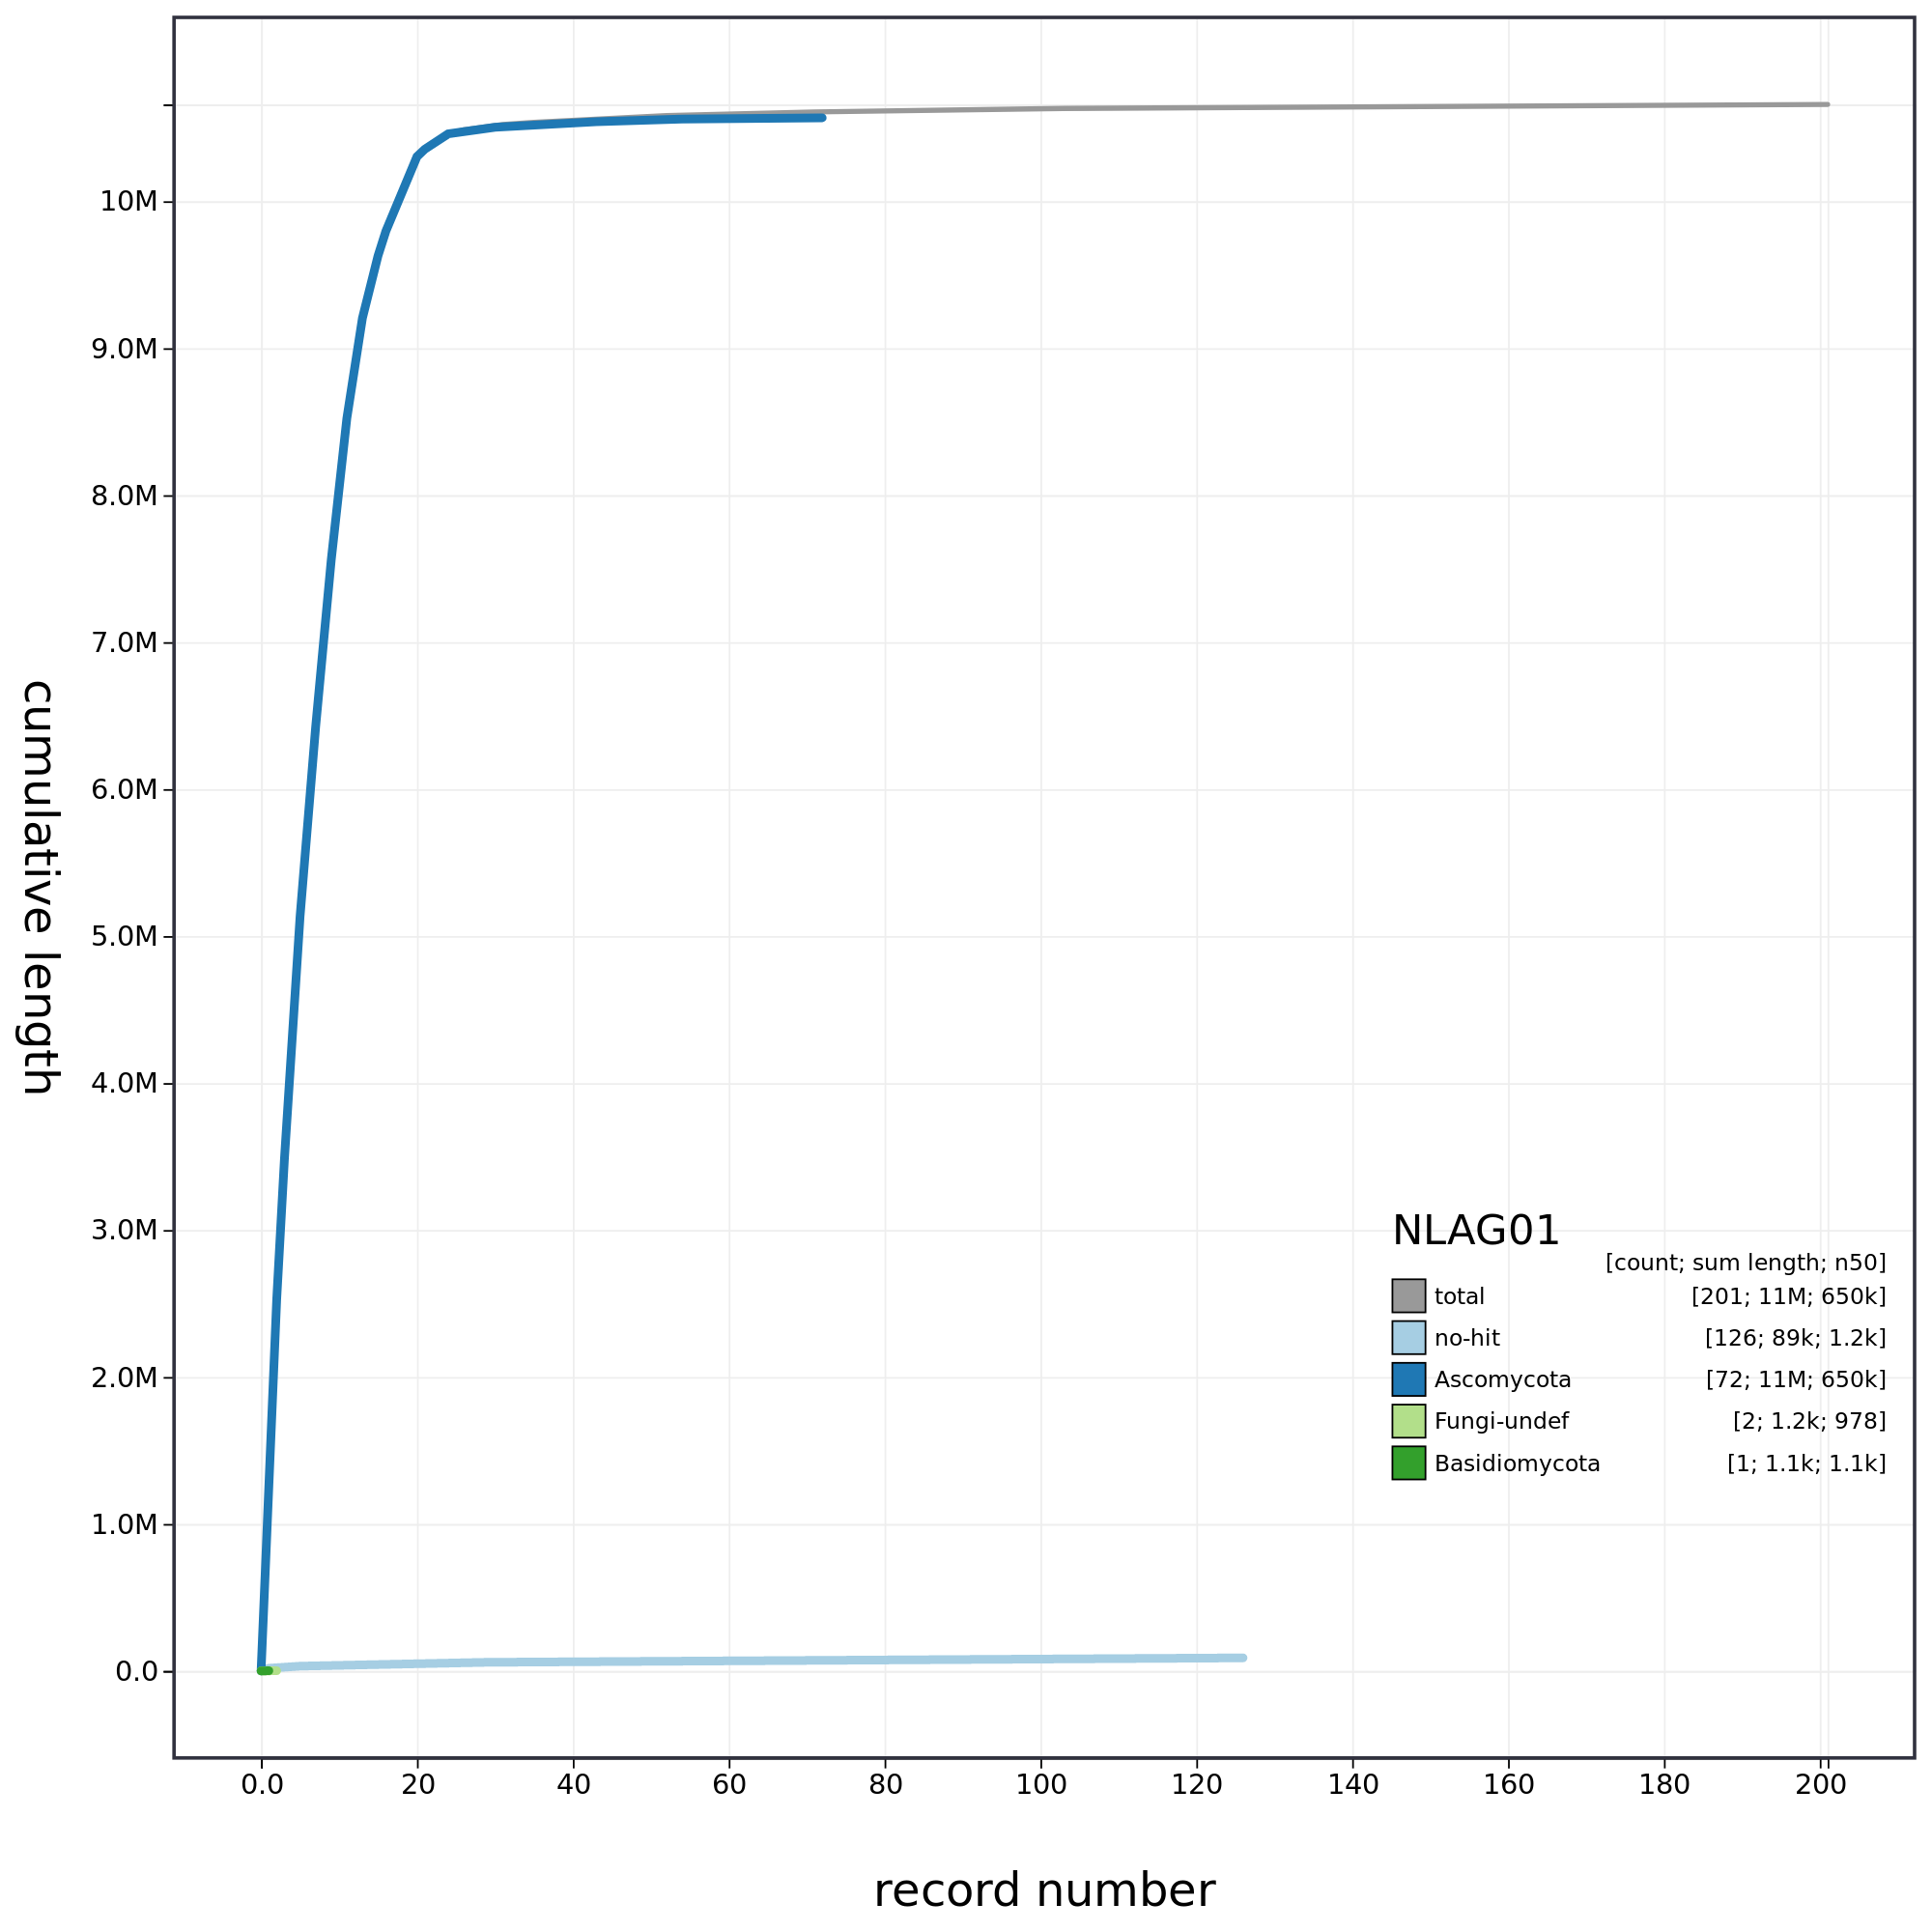 10M
9.0M
8.0M
7.0M
6.0M
5.0M
4.0M
3.0M
2.0M
1.0M
0.0
cumulative length
NLAG01
[count; sum length; n50]
total [201; 11M; 650k]
no-hit [126; 89k; 1.2k]
Ascomycota [72; 11M; 650k]
Fungi-undef [2; 1.2k; 978]
Basidiomycota [1; 1.1k; 1.1k]
0.0 20 40 60 80 100 120 140 160 180 200
record number